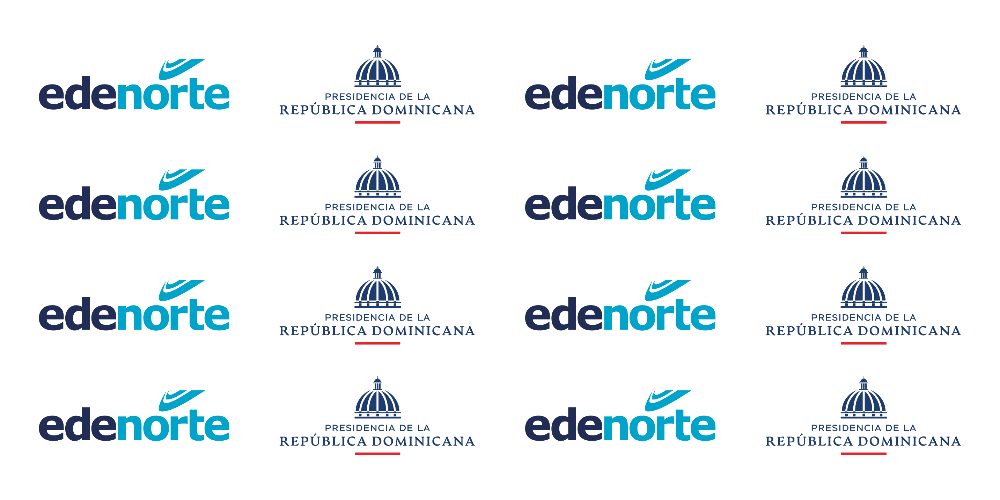 edenorte
PRESIDENCIA DE LA
REPÚBLICA DOMINICANA
edenorte
PRESIDENCIA DE LA
REPÚBLICA DOMINICANA
edenorte
PRESIDENCIA DE LA
REPÚBLICA DOMINICANA
edenorte
PRESIDENCIA DE LA
REPÚBLICA DOMINICANA
edenorte
PRESIDENCIA DE LA
REPÚBLICA DOMINICANA
edenorte
PRESIDENCIA DE LA
REPÚBLICA DOMINICANA
edenorte
PRESIDENCIA DE LA
REPÚBLICA DOMINICANA
edenorte
PRESIDENCIA DE LA
REPÚBLICA DOMINICANA